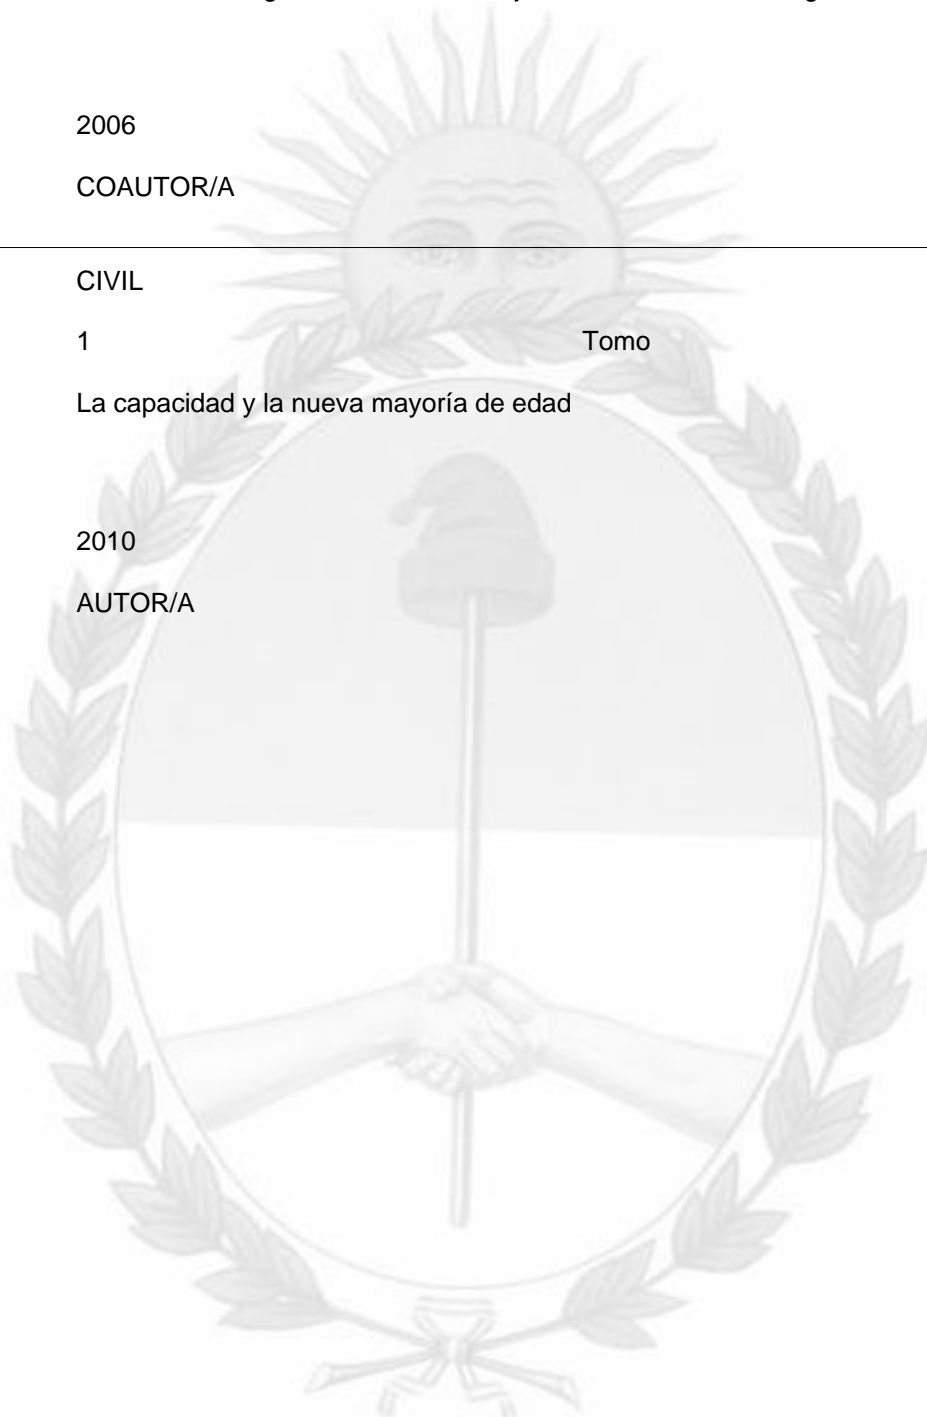 2006
COAUTOR/A
CIVIL
1 Tomo
La capacidad y la nueva mayoría de edad
2010
AUTOR/A